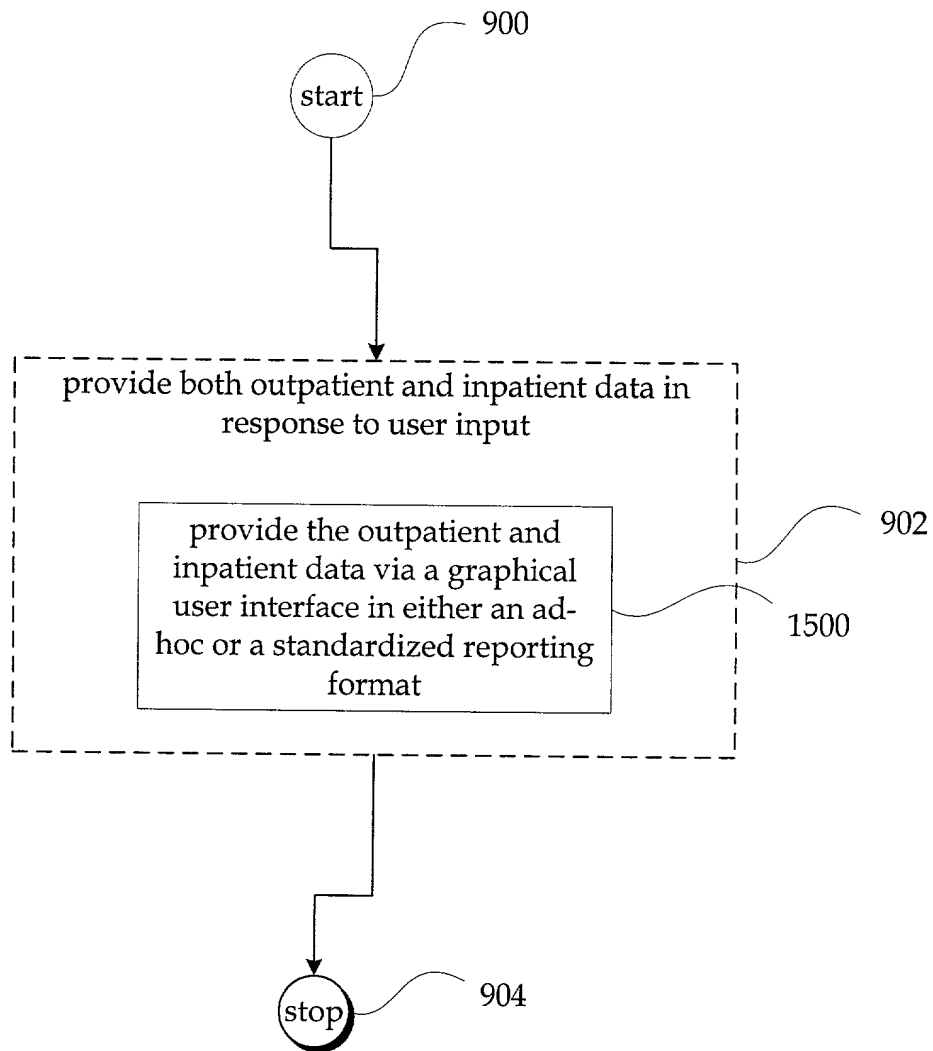 900
start
provide both outpatient and inpatient data in
response to user input
902
provide the outpatient and
inpatient data via a graphical
user interface in either an ad-
hoc or a standardized reporting
format
1500
stop
904